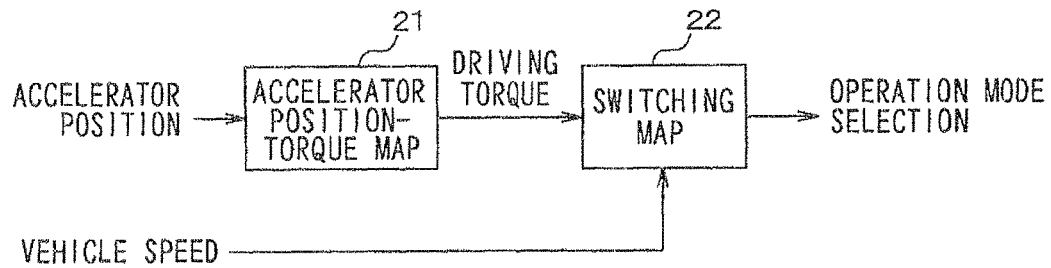 21
22
ACCELERATOR
POSITION
ACCELERATOR
POSITION-
TORQUE MAP
DRIVING
TORQUE
SWITCHING
MAP
OPERATION MODE
SELECTION
VEHICLE SPEED